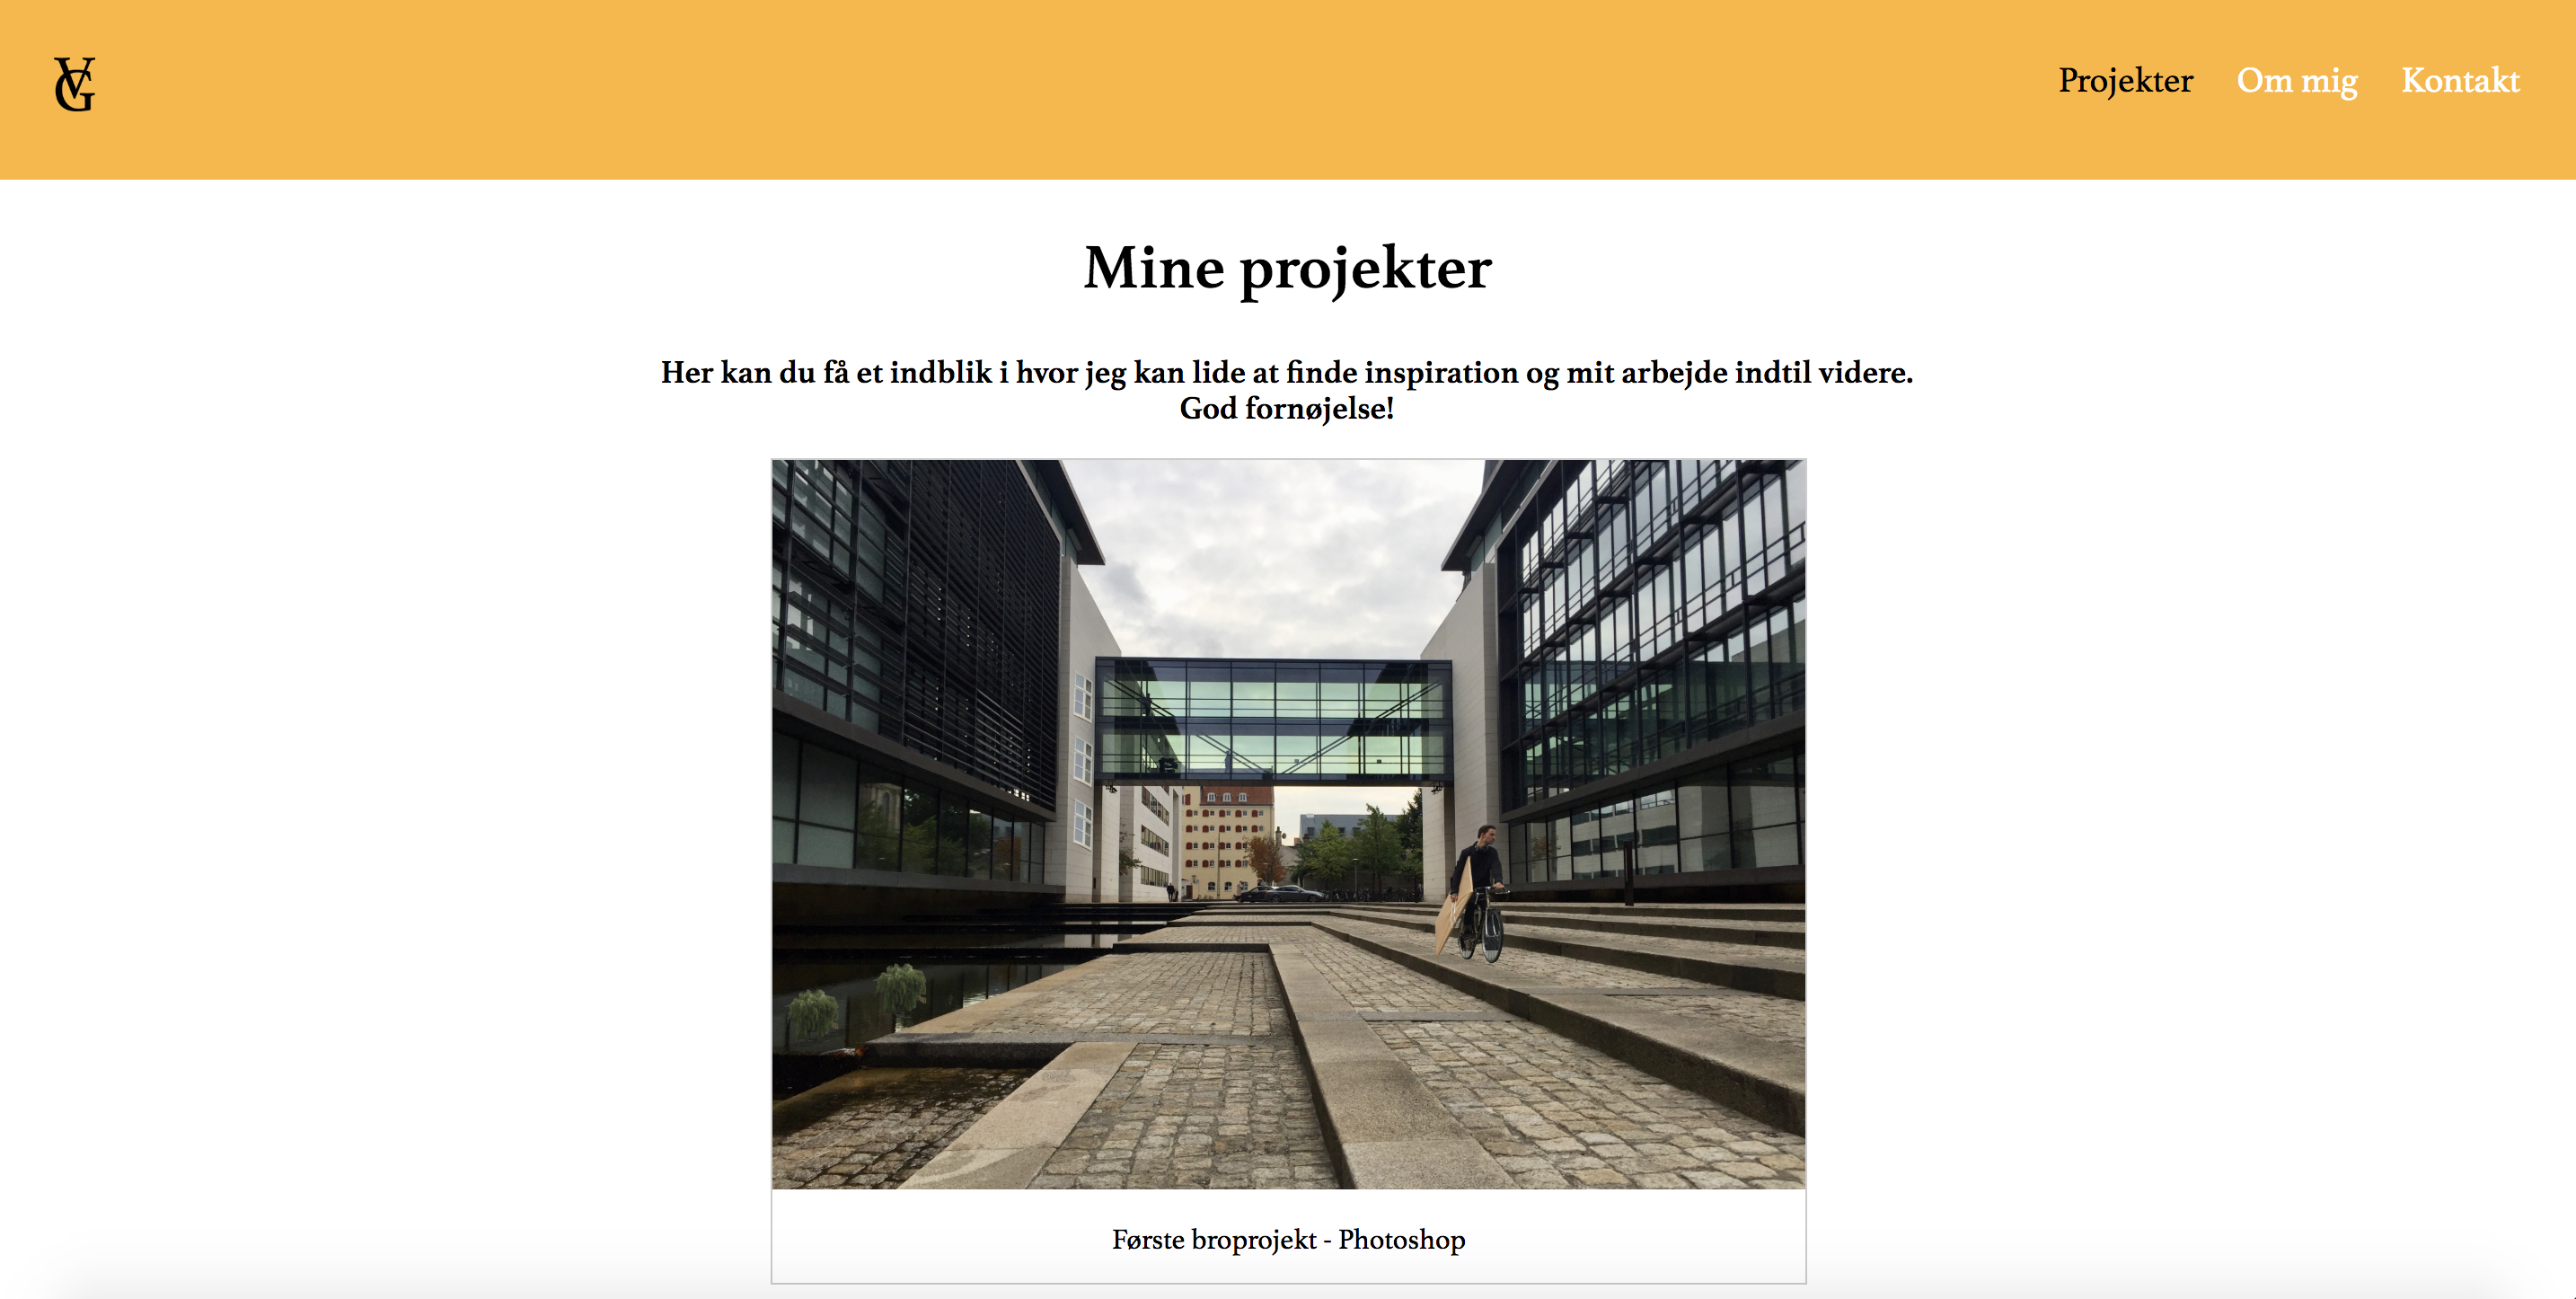 VG
Projekter Om mig Kontakt
Mine projekter
Her kan du få et indblik i hvor jeg kan lide at finde inspiration og mit arbejde indtil videre.
God fornøjelse!
Første broprojekt - Photoshop